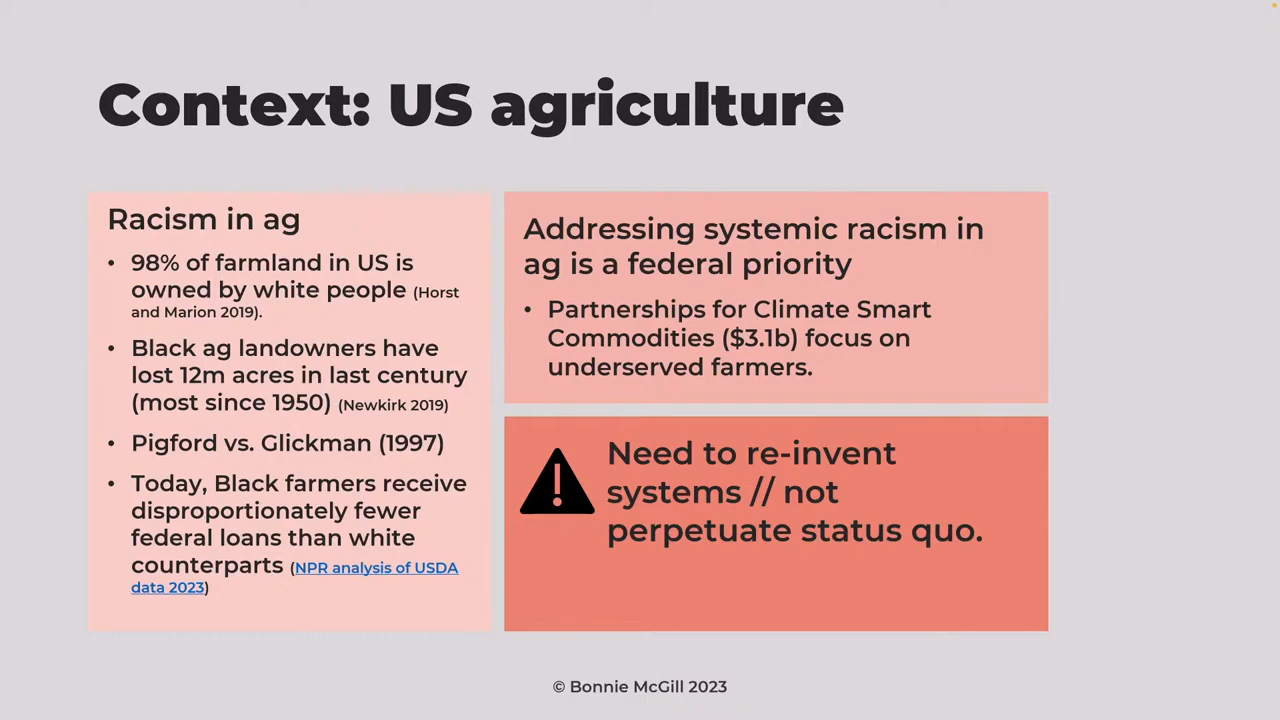 Context: US agriculture
Racism in ag
• 98% of farmland in US is
owned by white people (Horst
and Marion 2019).
• Black ag landowners have
lost 12m acres in last century
(most since 1950) (Newkirk 2019)
• Pigford vs. Glickman (1997)
• Today, Black farmers receive
disproportionately fewer
federal loans than white
counterparts (NPR analysis of USDA
data 2023)
Addressing systemic racism in
ag is a federal priority
• Partnerships for Climate Smart
Commodities ($3.1b) focus on
underserved farmers.
Need to re-invent
systems // not
perpetuate status quo.
© Bonnie McGill 2023